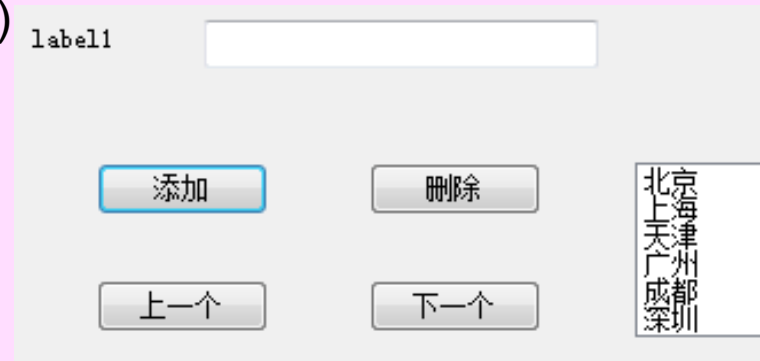 )
label1
添加
删除
北京
上海
天津
广州
成都
深圳
上一个
下一个